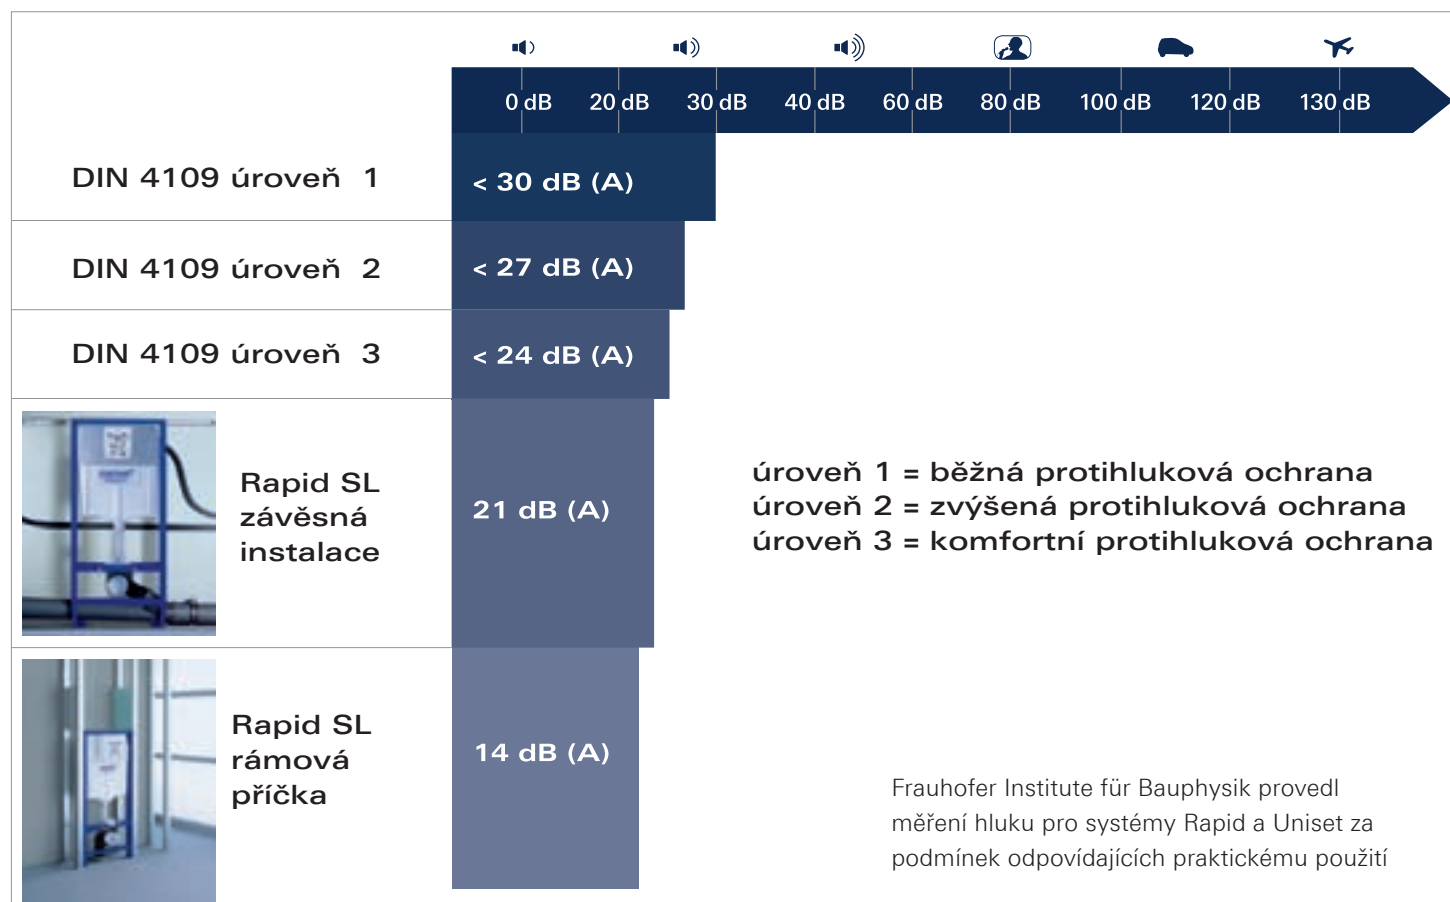 0 dB 20 dB 30 dB 40 dB 60 dB 80 dB 100 dB 120 dB 130 dB
DIN 4109 úroveň 1
< 30 dB (A)
DIN 4109 úroveň 2
< 27 dB (A)
DIN 4109 úroveň 3
< 24 dB (A)
Rapid SL
závěsná
instalace
21 dB (A)
úroveň 1 = běžná protihluková ochrana
úroveň 2 = zvýšená protihluková ochrana
úroveň 3 = komfortní protihluková ochrana
Rapid SL
rámová
příčka
14 dB (A)
Frauhofer Institute für Bauphysik provedl
měření hluku pro systémy Rapid a Uniset za
podmínek odpovídajících praktickému použití